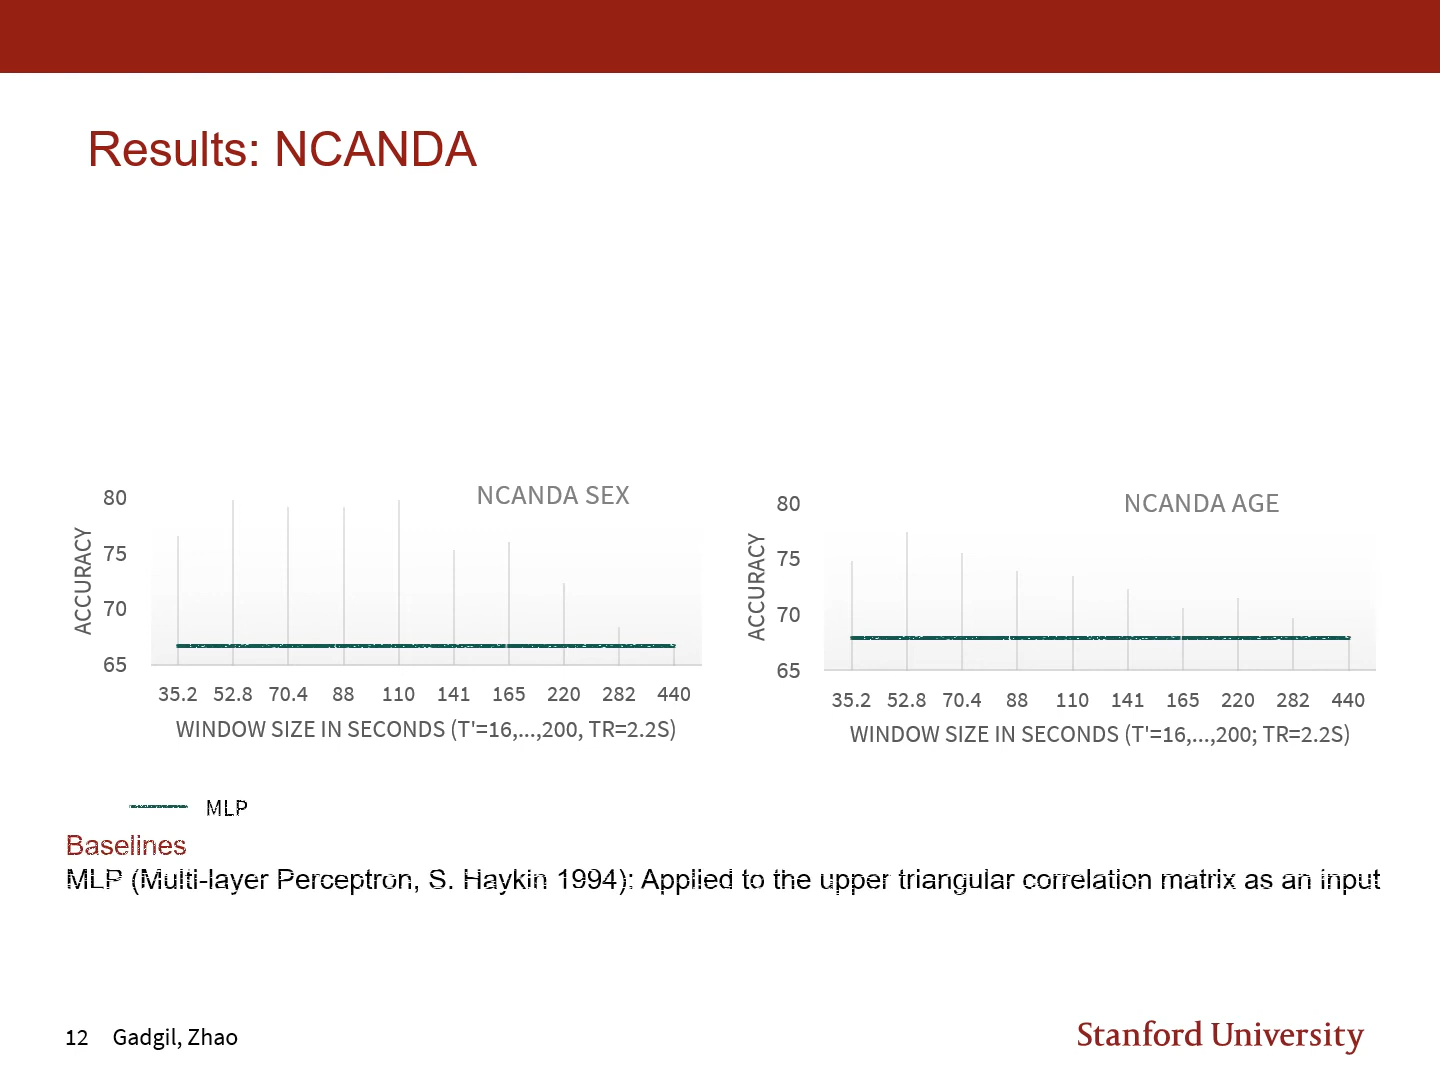 Results: NCANDA
NCANDA SEX
80
75
70
65
ACCURACY
35.2 52.8 70.4 88 110 141 165 220 282 440
WINDOW SIZE IN SECONDS (T'=16,...,200, TR=2.2S)
NCANDA AGE
80
75
70
65
ACCURACY
35.2 52.8 70.4 88 110 141 165 220 282 440
WINDOW SIZE IN SECONDS (T'=16,...,200; TR=2.2S)
MLP
Baselines
MLP (Multi-layer Perceptron, S. Haykin 1994): Applied to the upper triangular correlation matrix as an input
12 Gadgil, Zhao
Stanford University